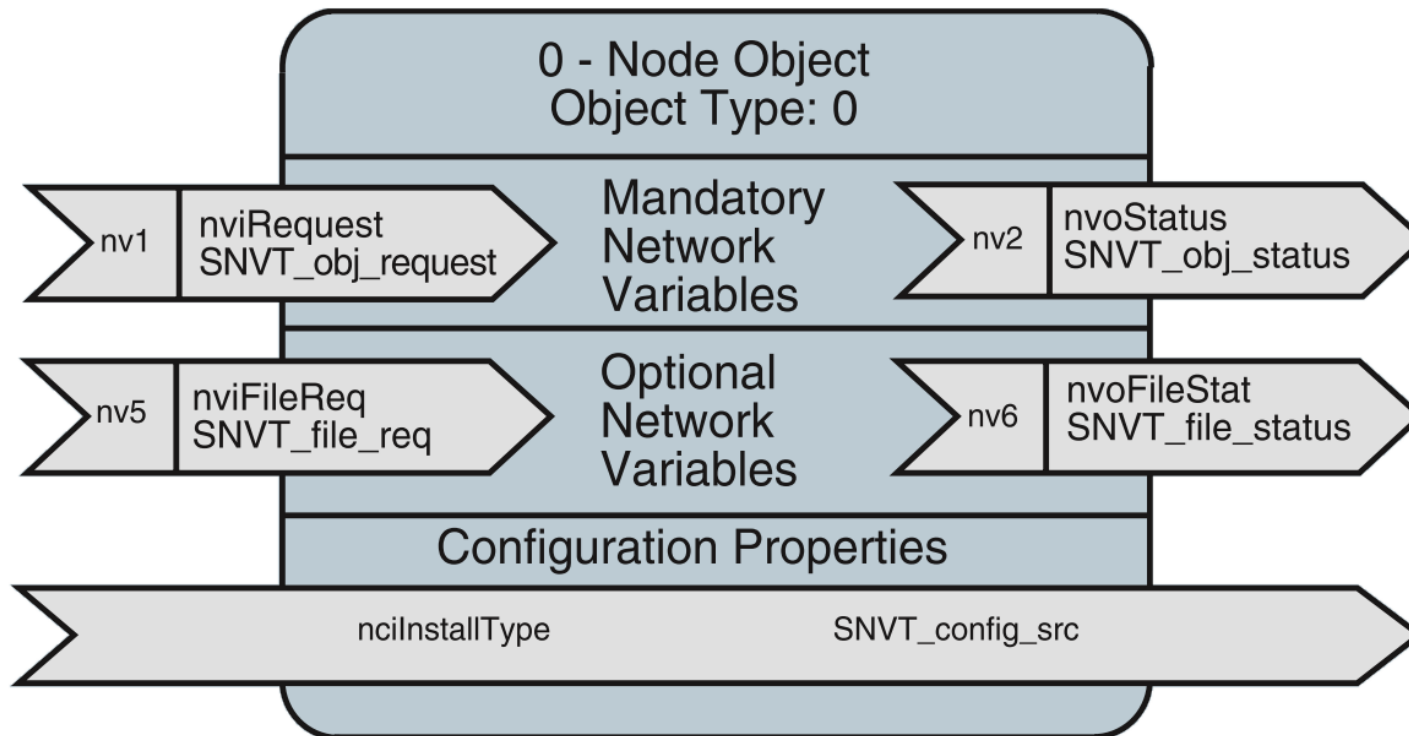 0 - Node Object
Object Type: 0
nv1
nviRequest
SNVT_obj_request
Mandatory
Network
Variables
nv2
nvoStatus
SNVT_obj_status
nv5
nviFileReq
SNVT_file_req
Optional
Network
Variables
nv6
nvoFileStat
SNVT_file_status
Configuration Properties
nciInstallType SNVT_config_src